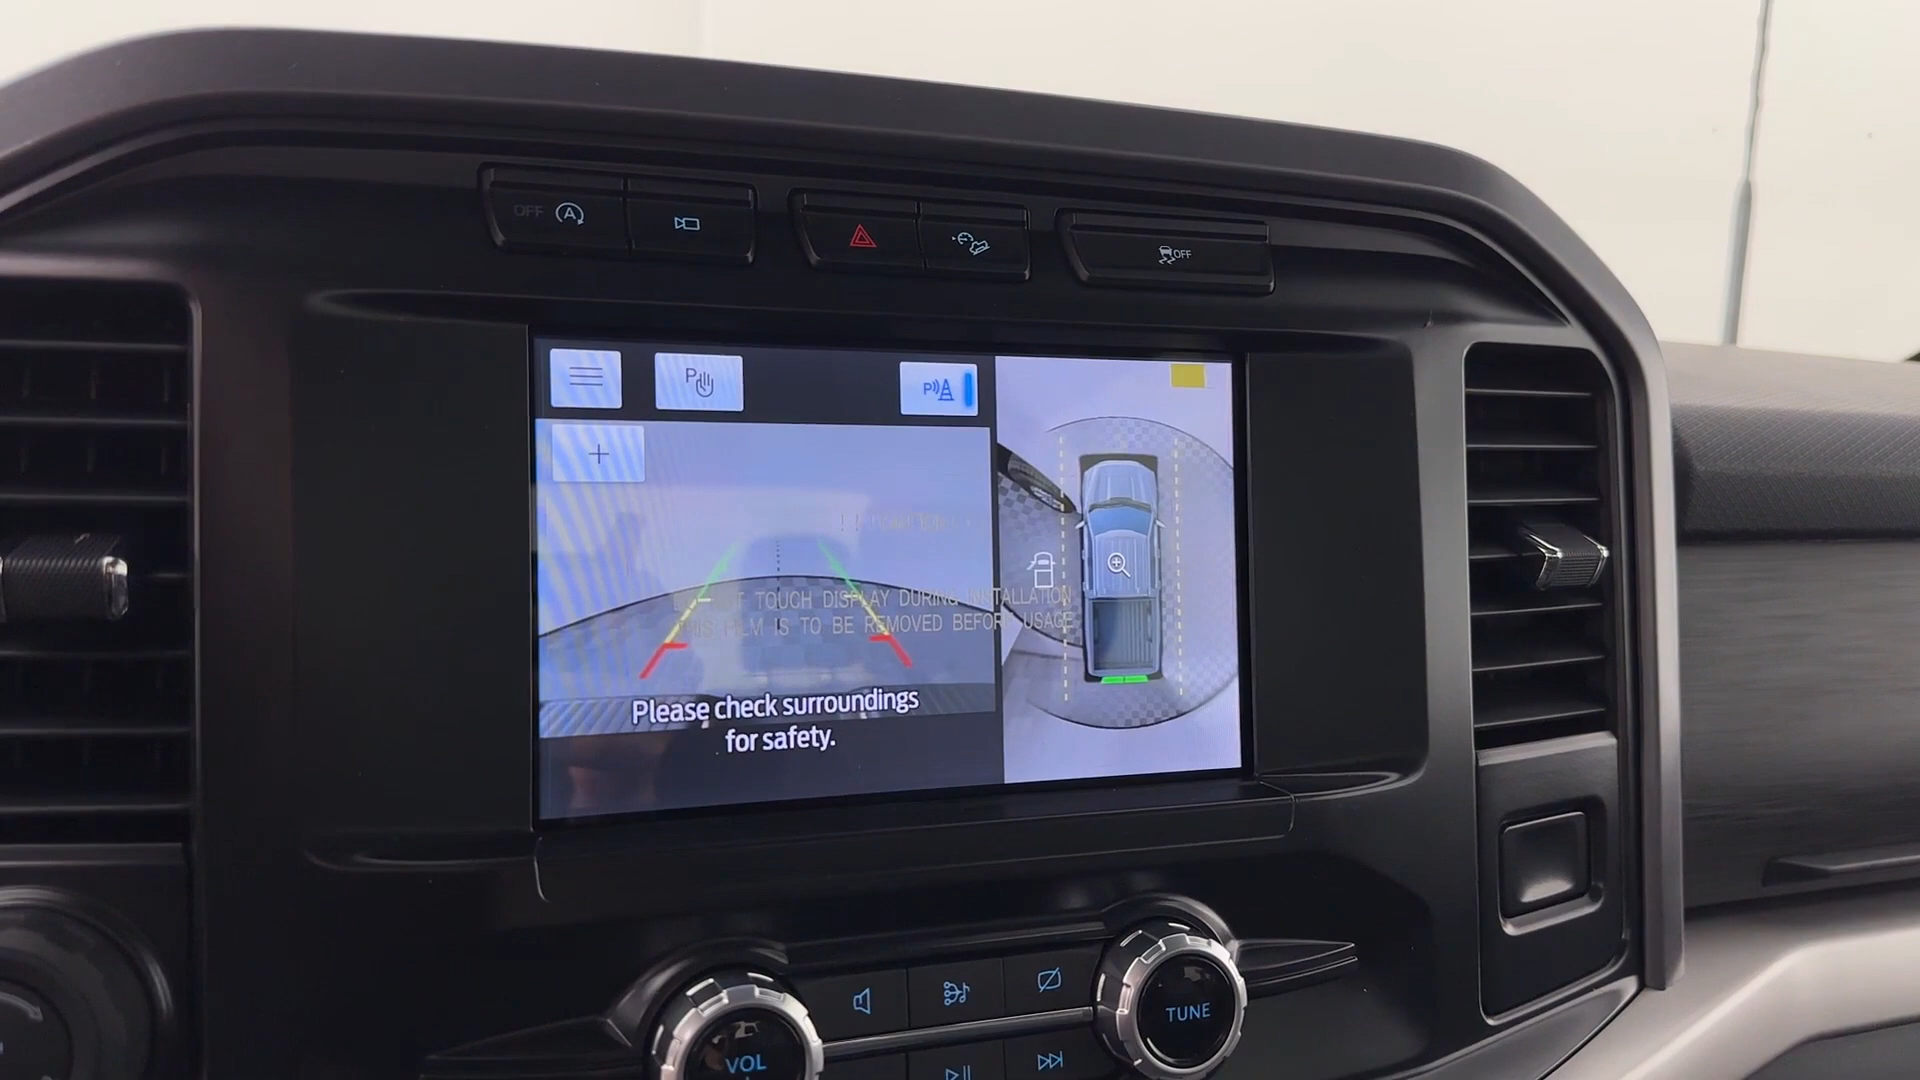 OFF A
OFF
P
P
Please check surroundings
for safety.
TOUCH DISPLAY DURING INSTALLATION
FILM IS TO BE REMOVED BEFORE USAGE
VOL
TUNE